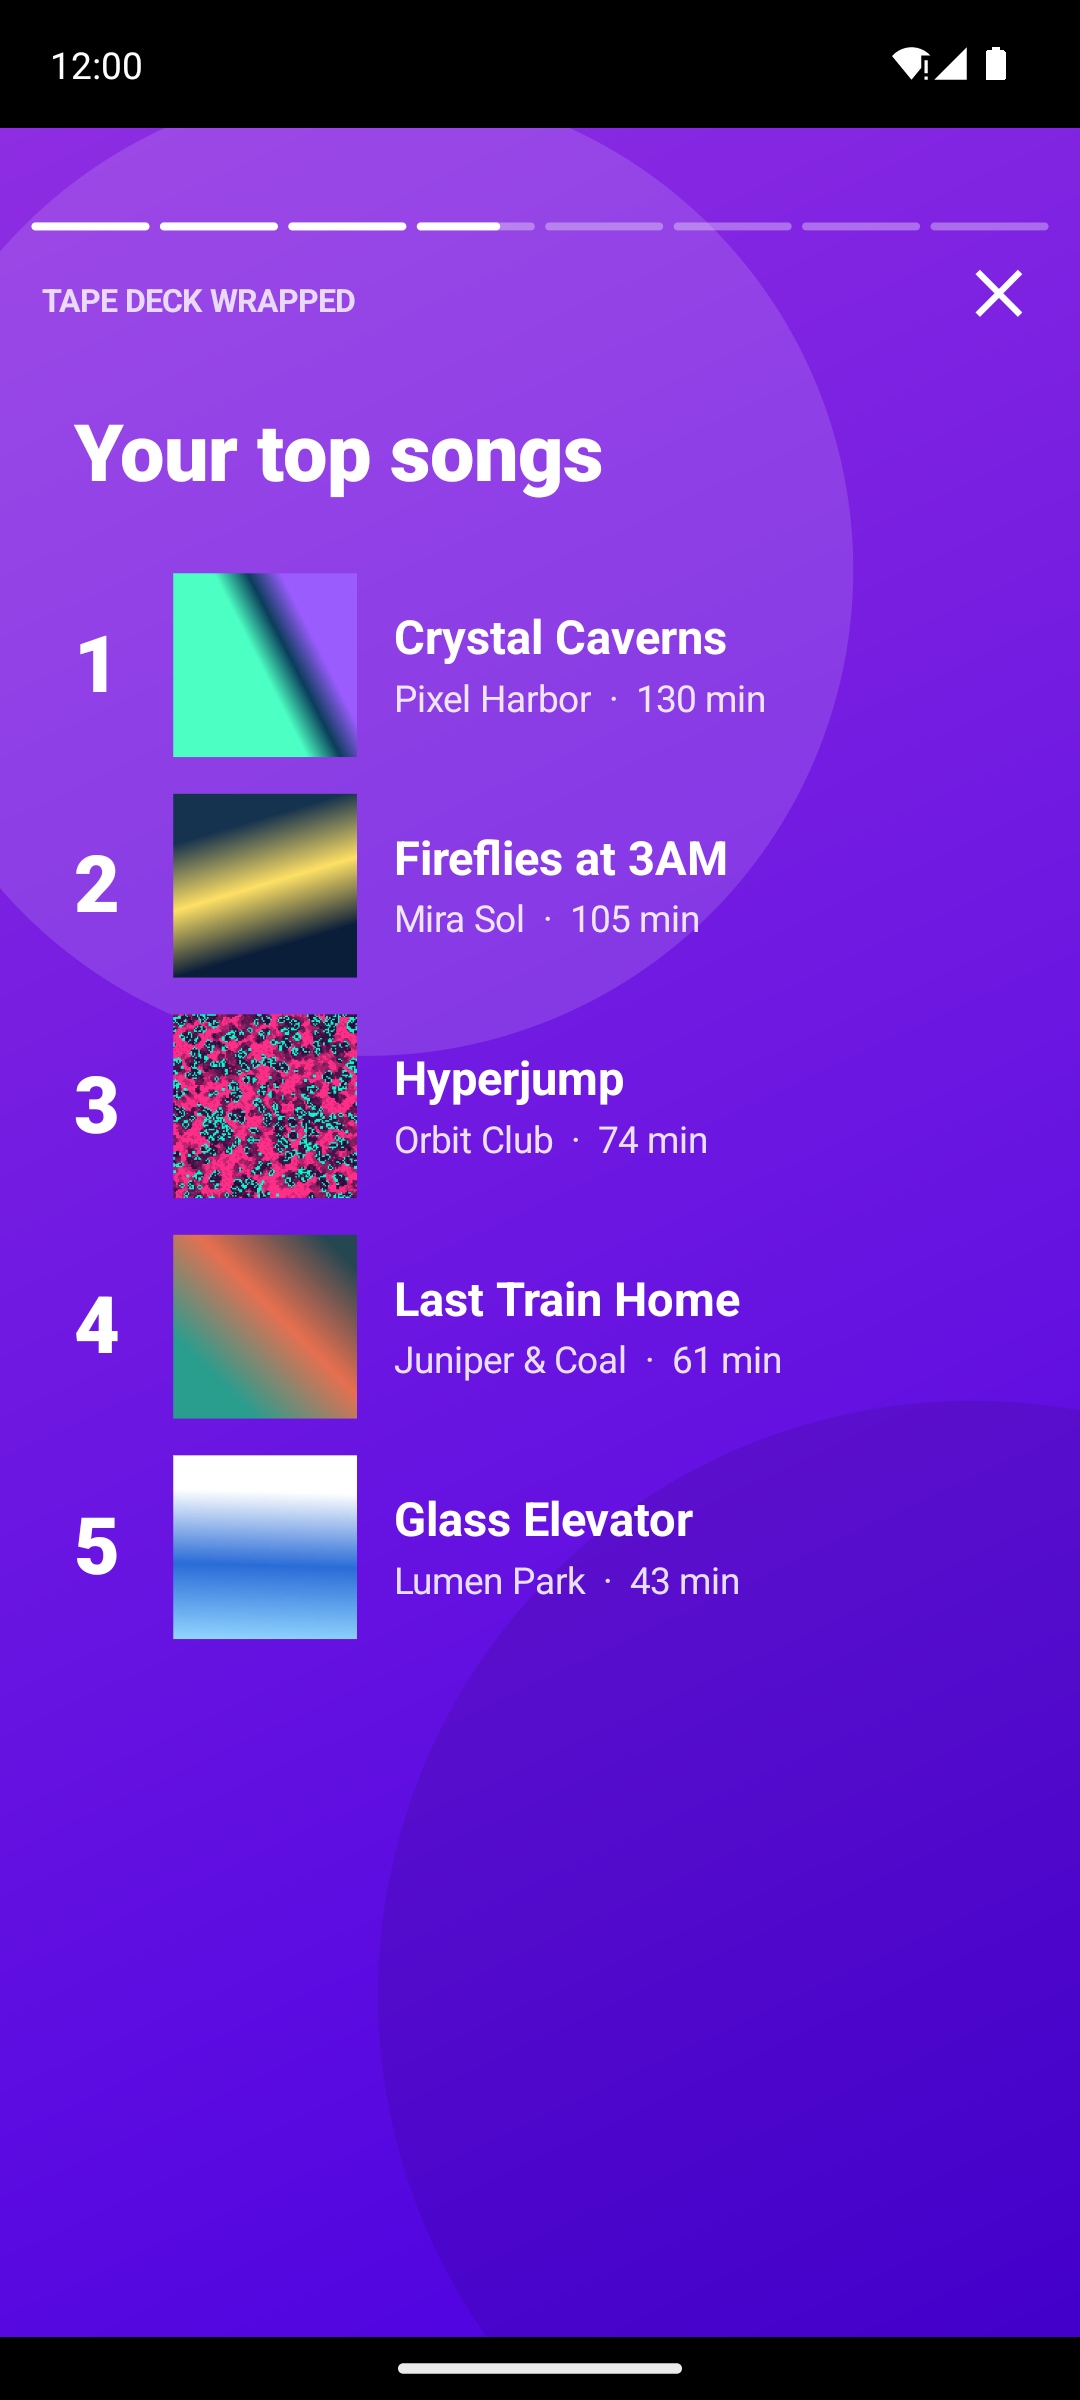 12:00
TAPE DECK WRAPPED
Your top songs
1
Crystal Caverns
Pixel Harbor · 130 min
2
Fireflies at 3AM
Mira Sol · 105 min
3
Hyperjump
Orbit Club · 74 min
4
Last Train Home
Juniper & Coal · 61 min
5
Glass Elevator
Lumen Park · 43 min